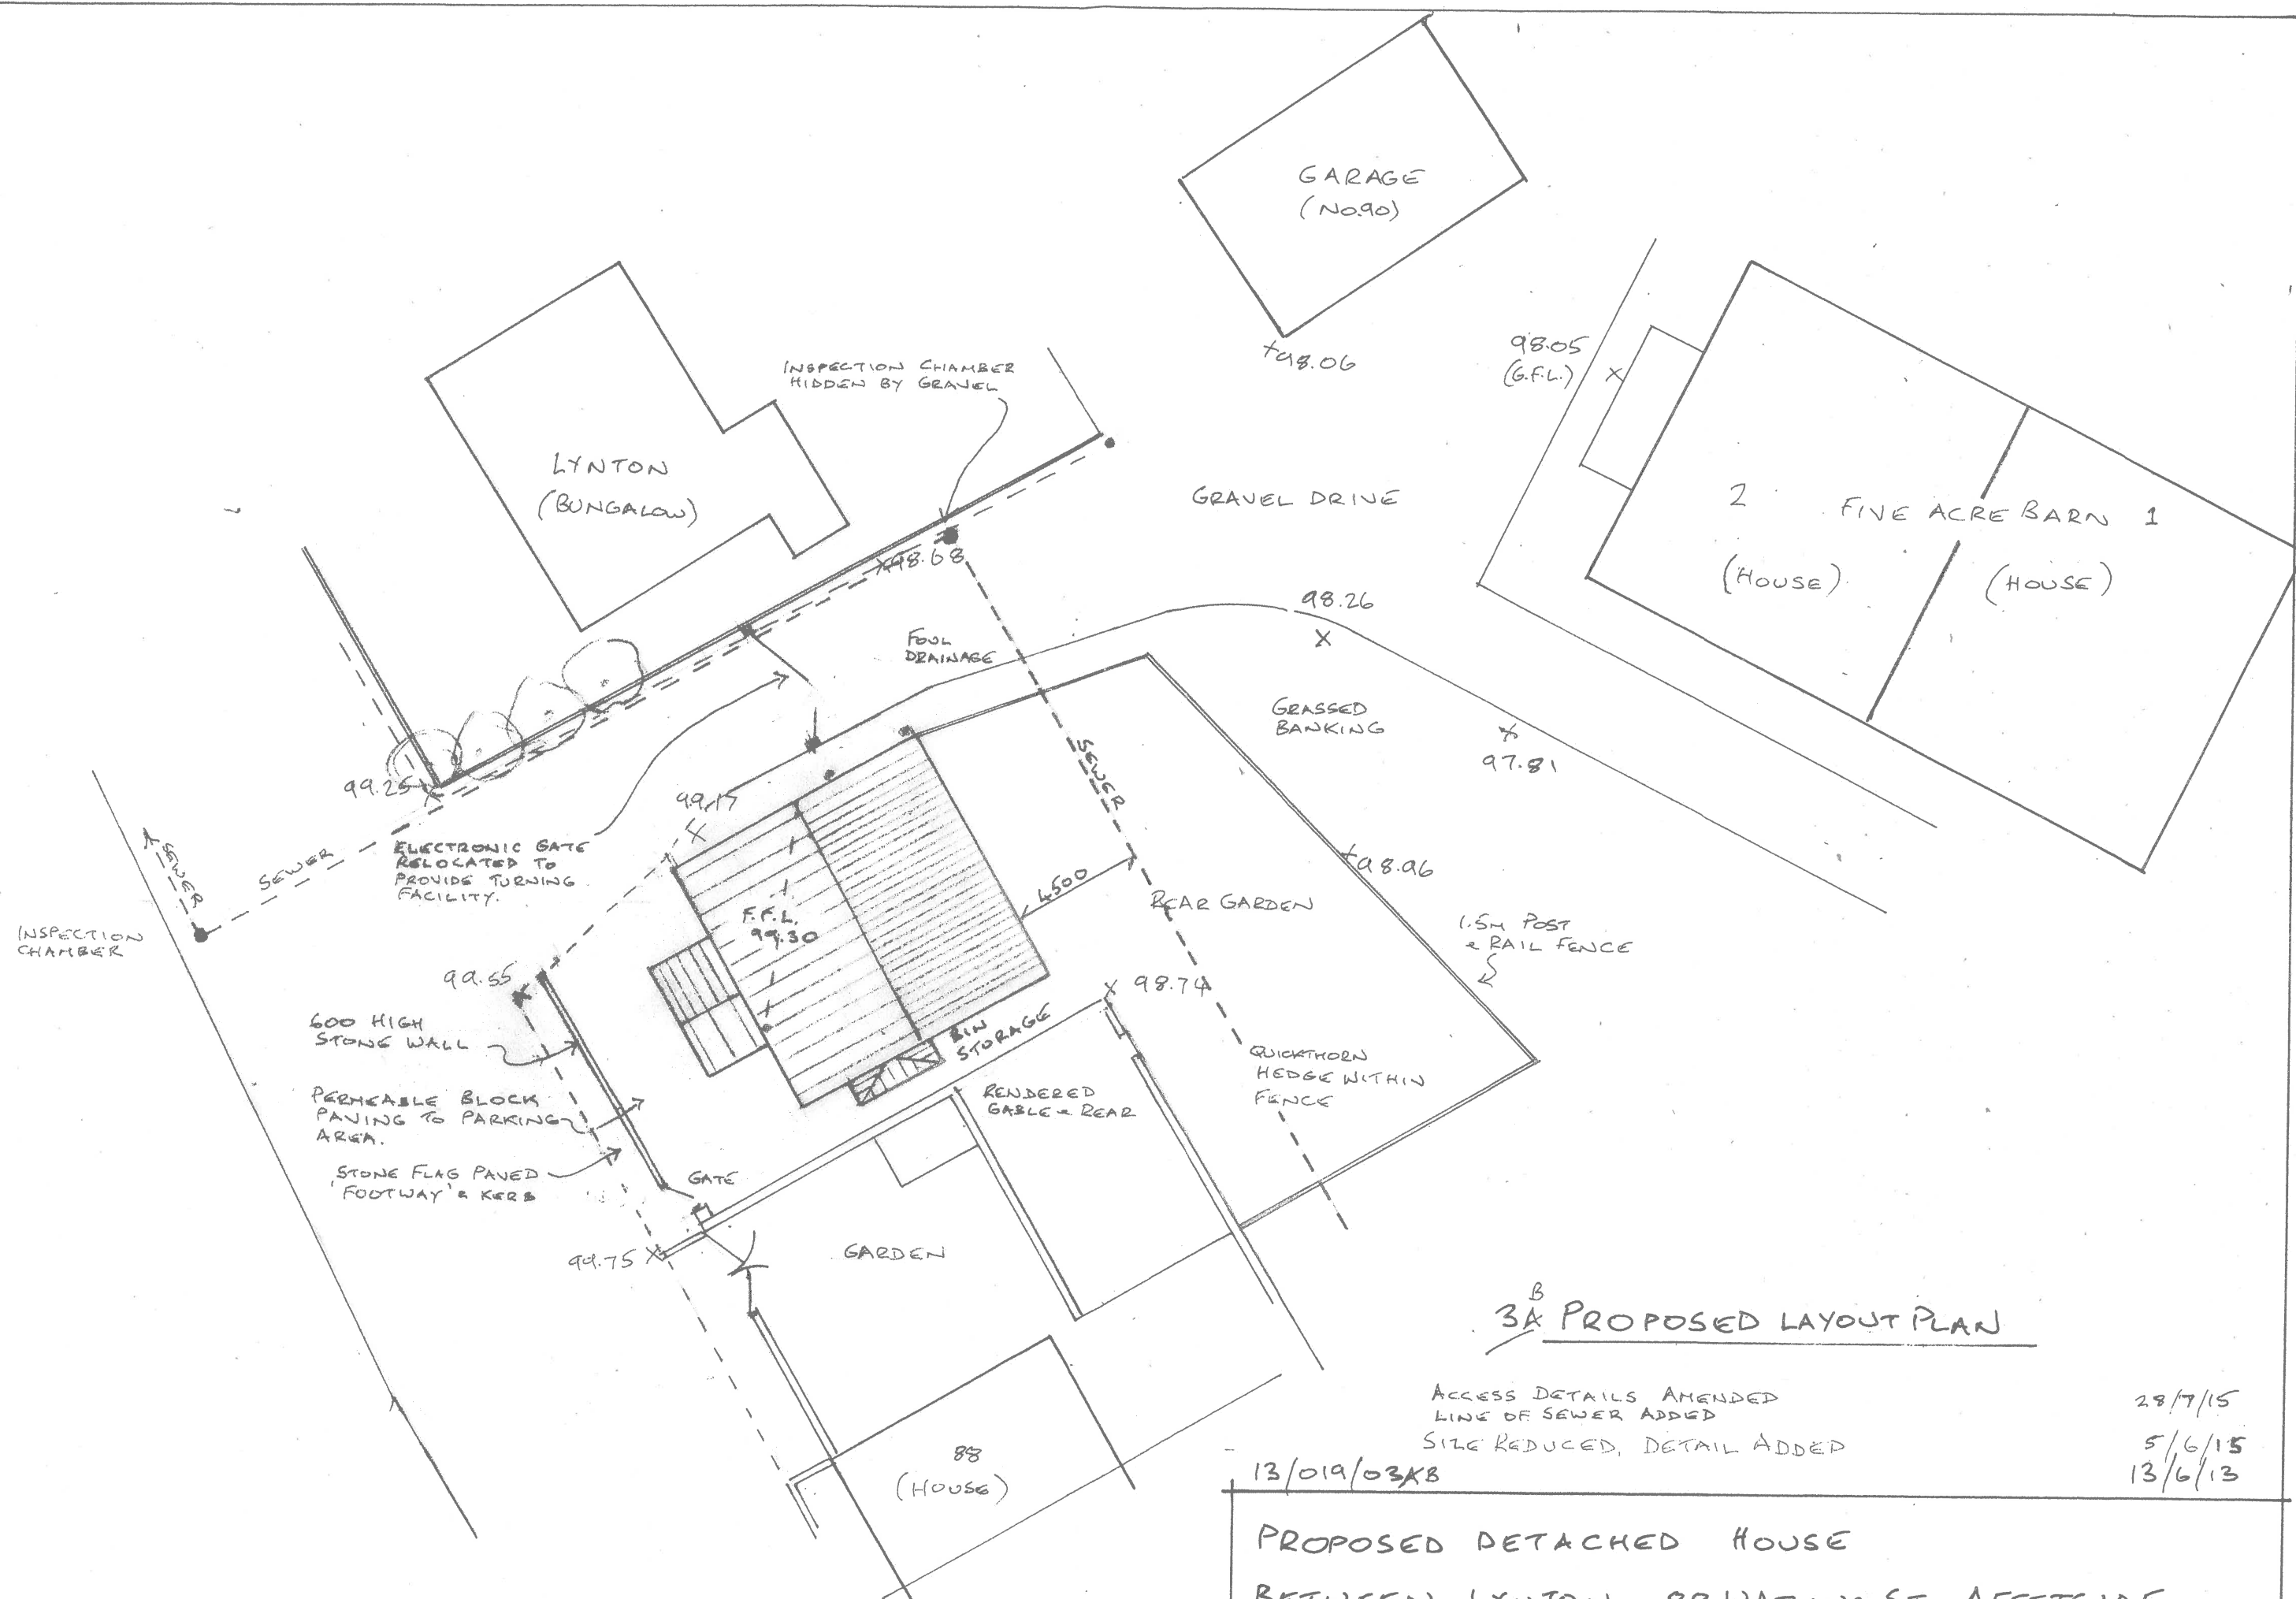 GARAGE
(NO.90)
+98.06
98.05
(G.F.L.) X
INSPECTION CHAMBER
HIDDEN BY GRAVEL
LYNTON
(BUNGALOW)
GRAVEL DRIVE
2 FIVE ACRE BARN 1
(HOUSE)
(HOUSE)
X98.68
98.26
X
FOUL
DRAINAGE
GRASSED
BANKING
X
97.81
SEWER
99.25
99.17
X
ELECTRONIC GATE
RELOCATED TO
PROVIDE TURNING
FACILITY.
SEWER
SEWER
INSPECTION
CHAMBER
F.F.L.
99.30
4500
+98.96
REAR GARDEN
1.5M POST
& RAIL FENCE
99.55
X 98.74
600 HIGH
STONE WALL
BIN
STORAGE
PERMEABLE BLOCK
PAVING TO PARKING
AREA.
RENDERED
GABLE & REAR
QUICKTHORN
HEDGE WITHIN
FENCE
STONE FLAG PAVED
'FOOTWAY' & KERB
GATE
99.75 X
GARDEN
88
(HOUSE)
B
3A PROPOSED LAYOUT PLAN
ACCESS DETAILS AMENDED 28/7/15
LINE OF SEWER ADDED
SIZE REDUCED, DETAIL ADDED 5/6/15
13/019/03AB 13/6/13
PROPOSED DETACHED HOUSE
BETWEEN LYNTON